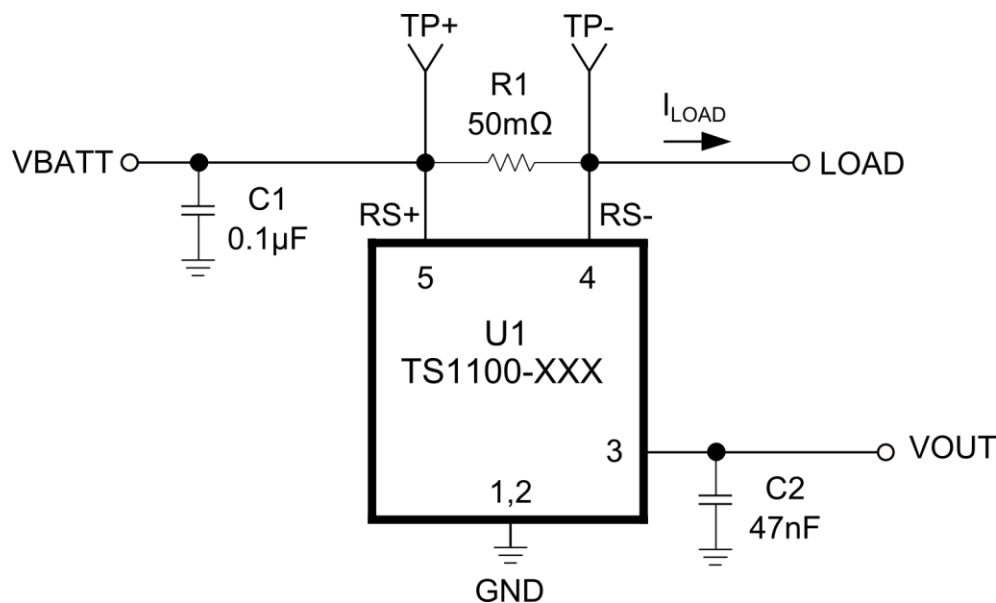 TP+
TP-
R1
50mΩ
I_LOAD
VBATT
LOAD
C1
0.1µF
RS+
RS-
5
4
U1
TS1100-XXX
3
VOUT
1,2
C2
47nF
GND